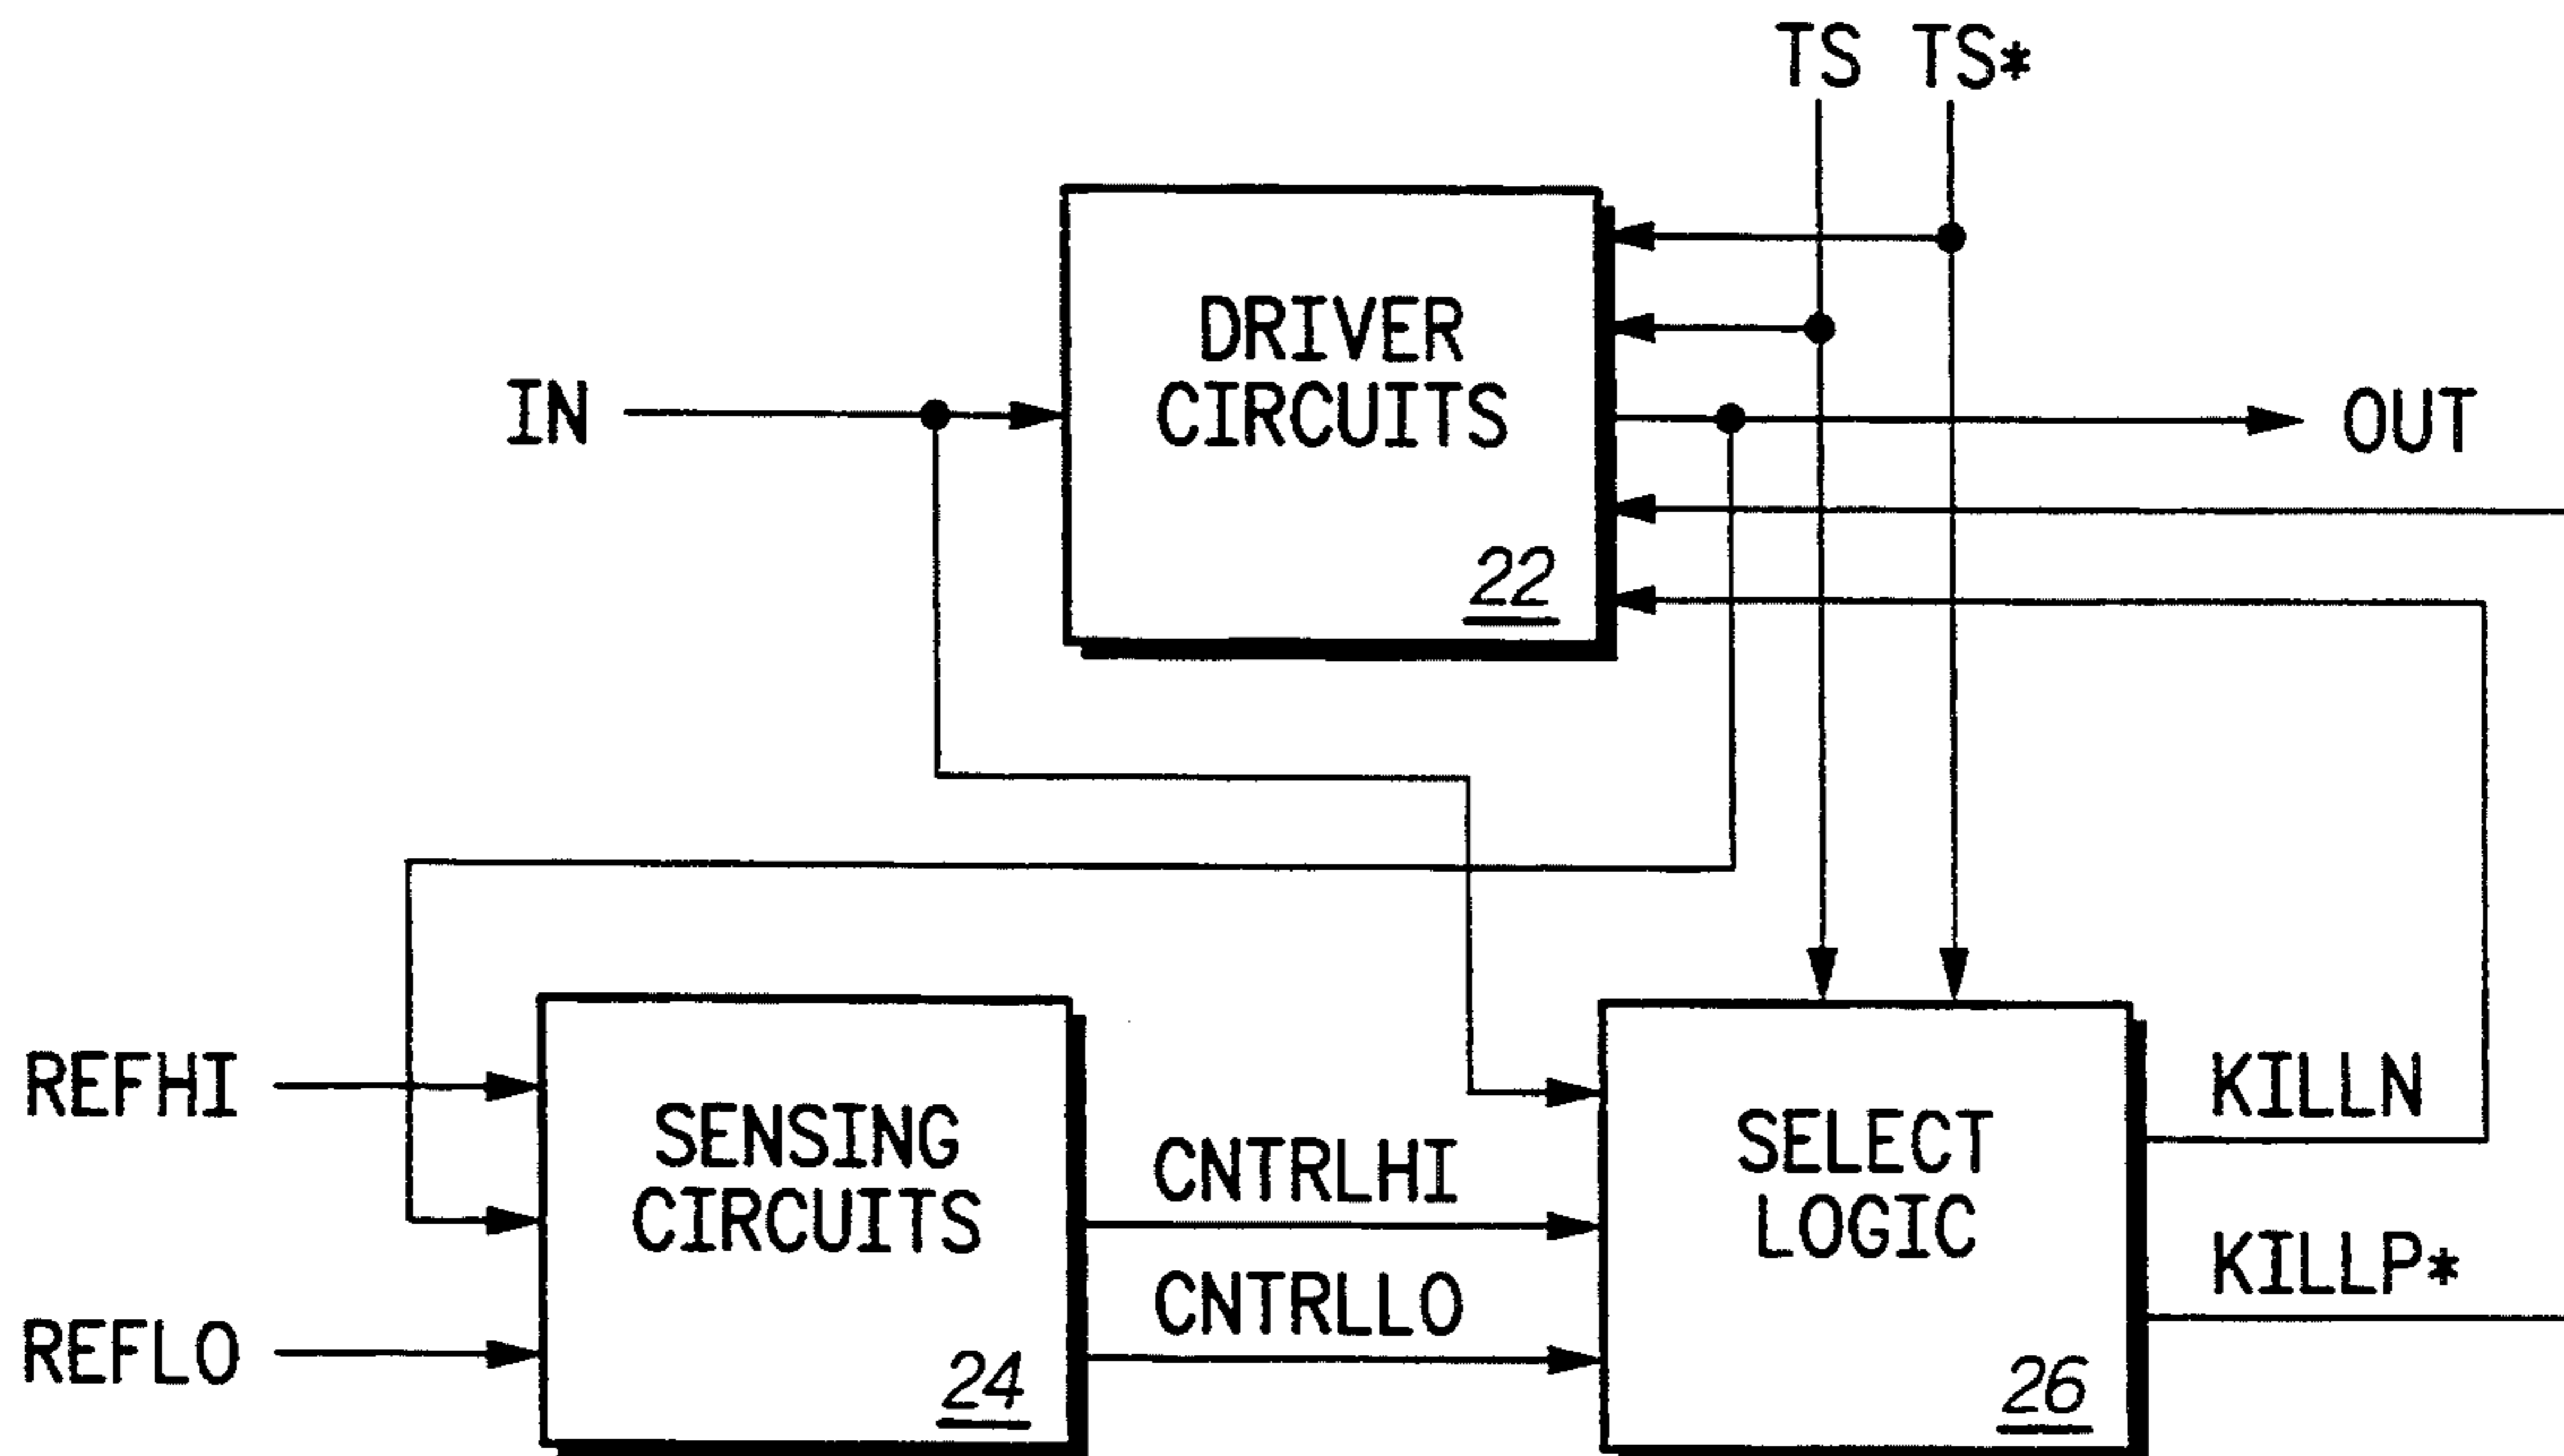 TS TS*
DRIVER
CIRCUITS
IN
OUT
22
REFHI
SENSING
CIRCUITS
REFLO
24
CNTRLHI
CNTRLLO
SELECT
LOGIC
26
KILLN
KILLP*